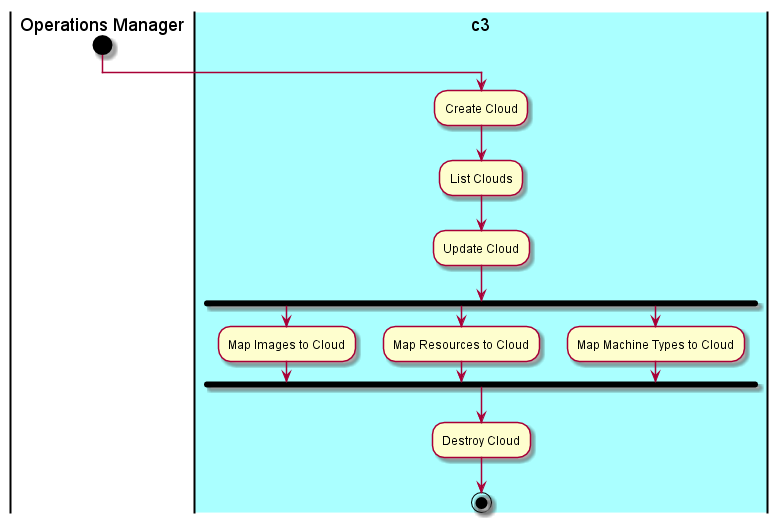 Operations Manager
c3
Create Cloud
List Clouds
Update Cloud
Map Images to Cloud
Map Resources to Cloud
Map Machine Types to Cloud
Destroy Cloud